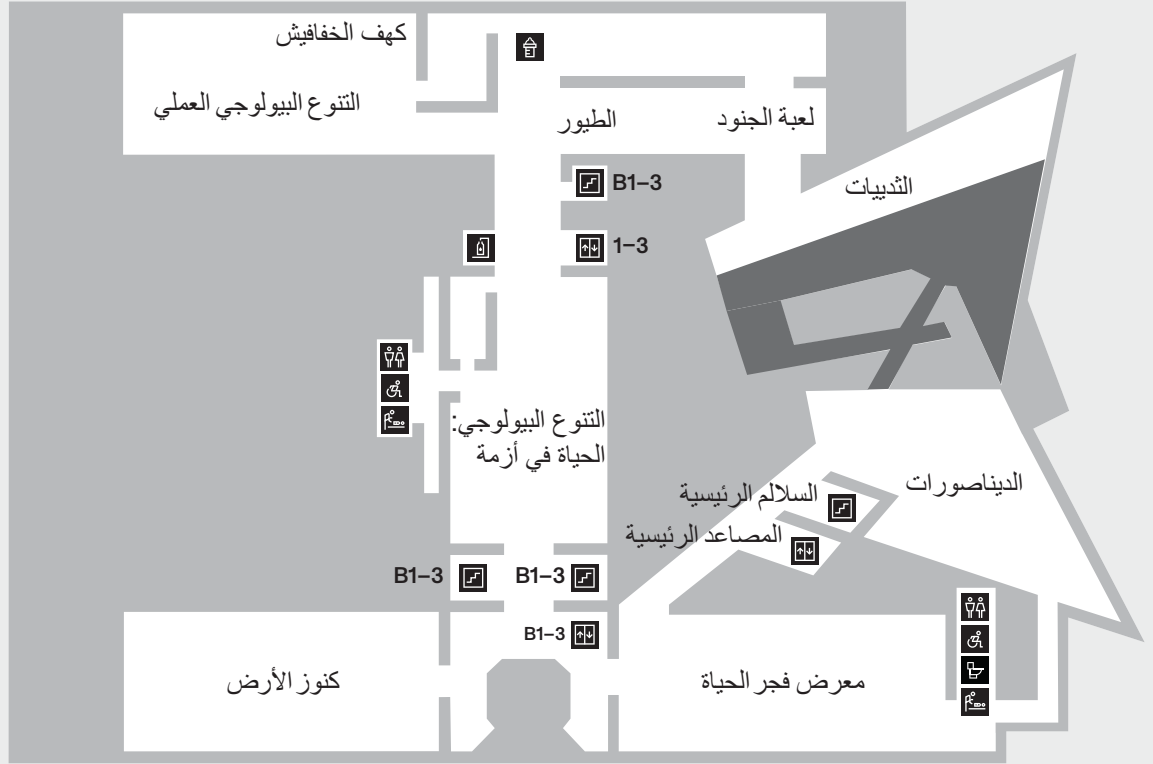 كهف الخفافيش
التنوع البيولوجي العملي
الطيور
لعبة الجنود
B1–3
الثدييات
1–3
التنوع البيولوجي:
الحياة في أزمة
الديناصورات
السلالم الرئيسية
المصاعد الرئيسية
B1–3
B1–3
B1–3
كنوز الأرض
معرض فجر الحياة